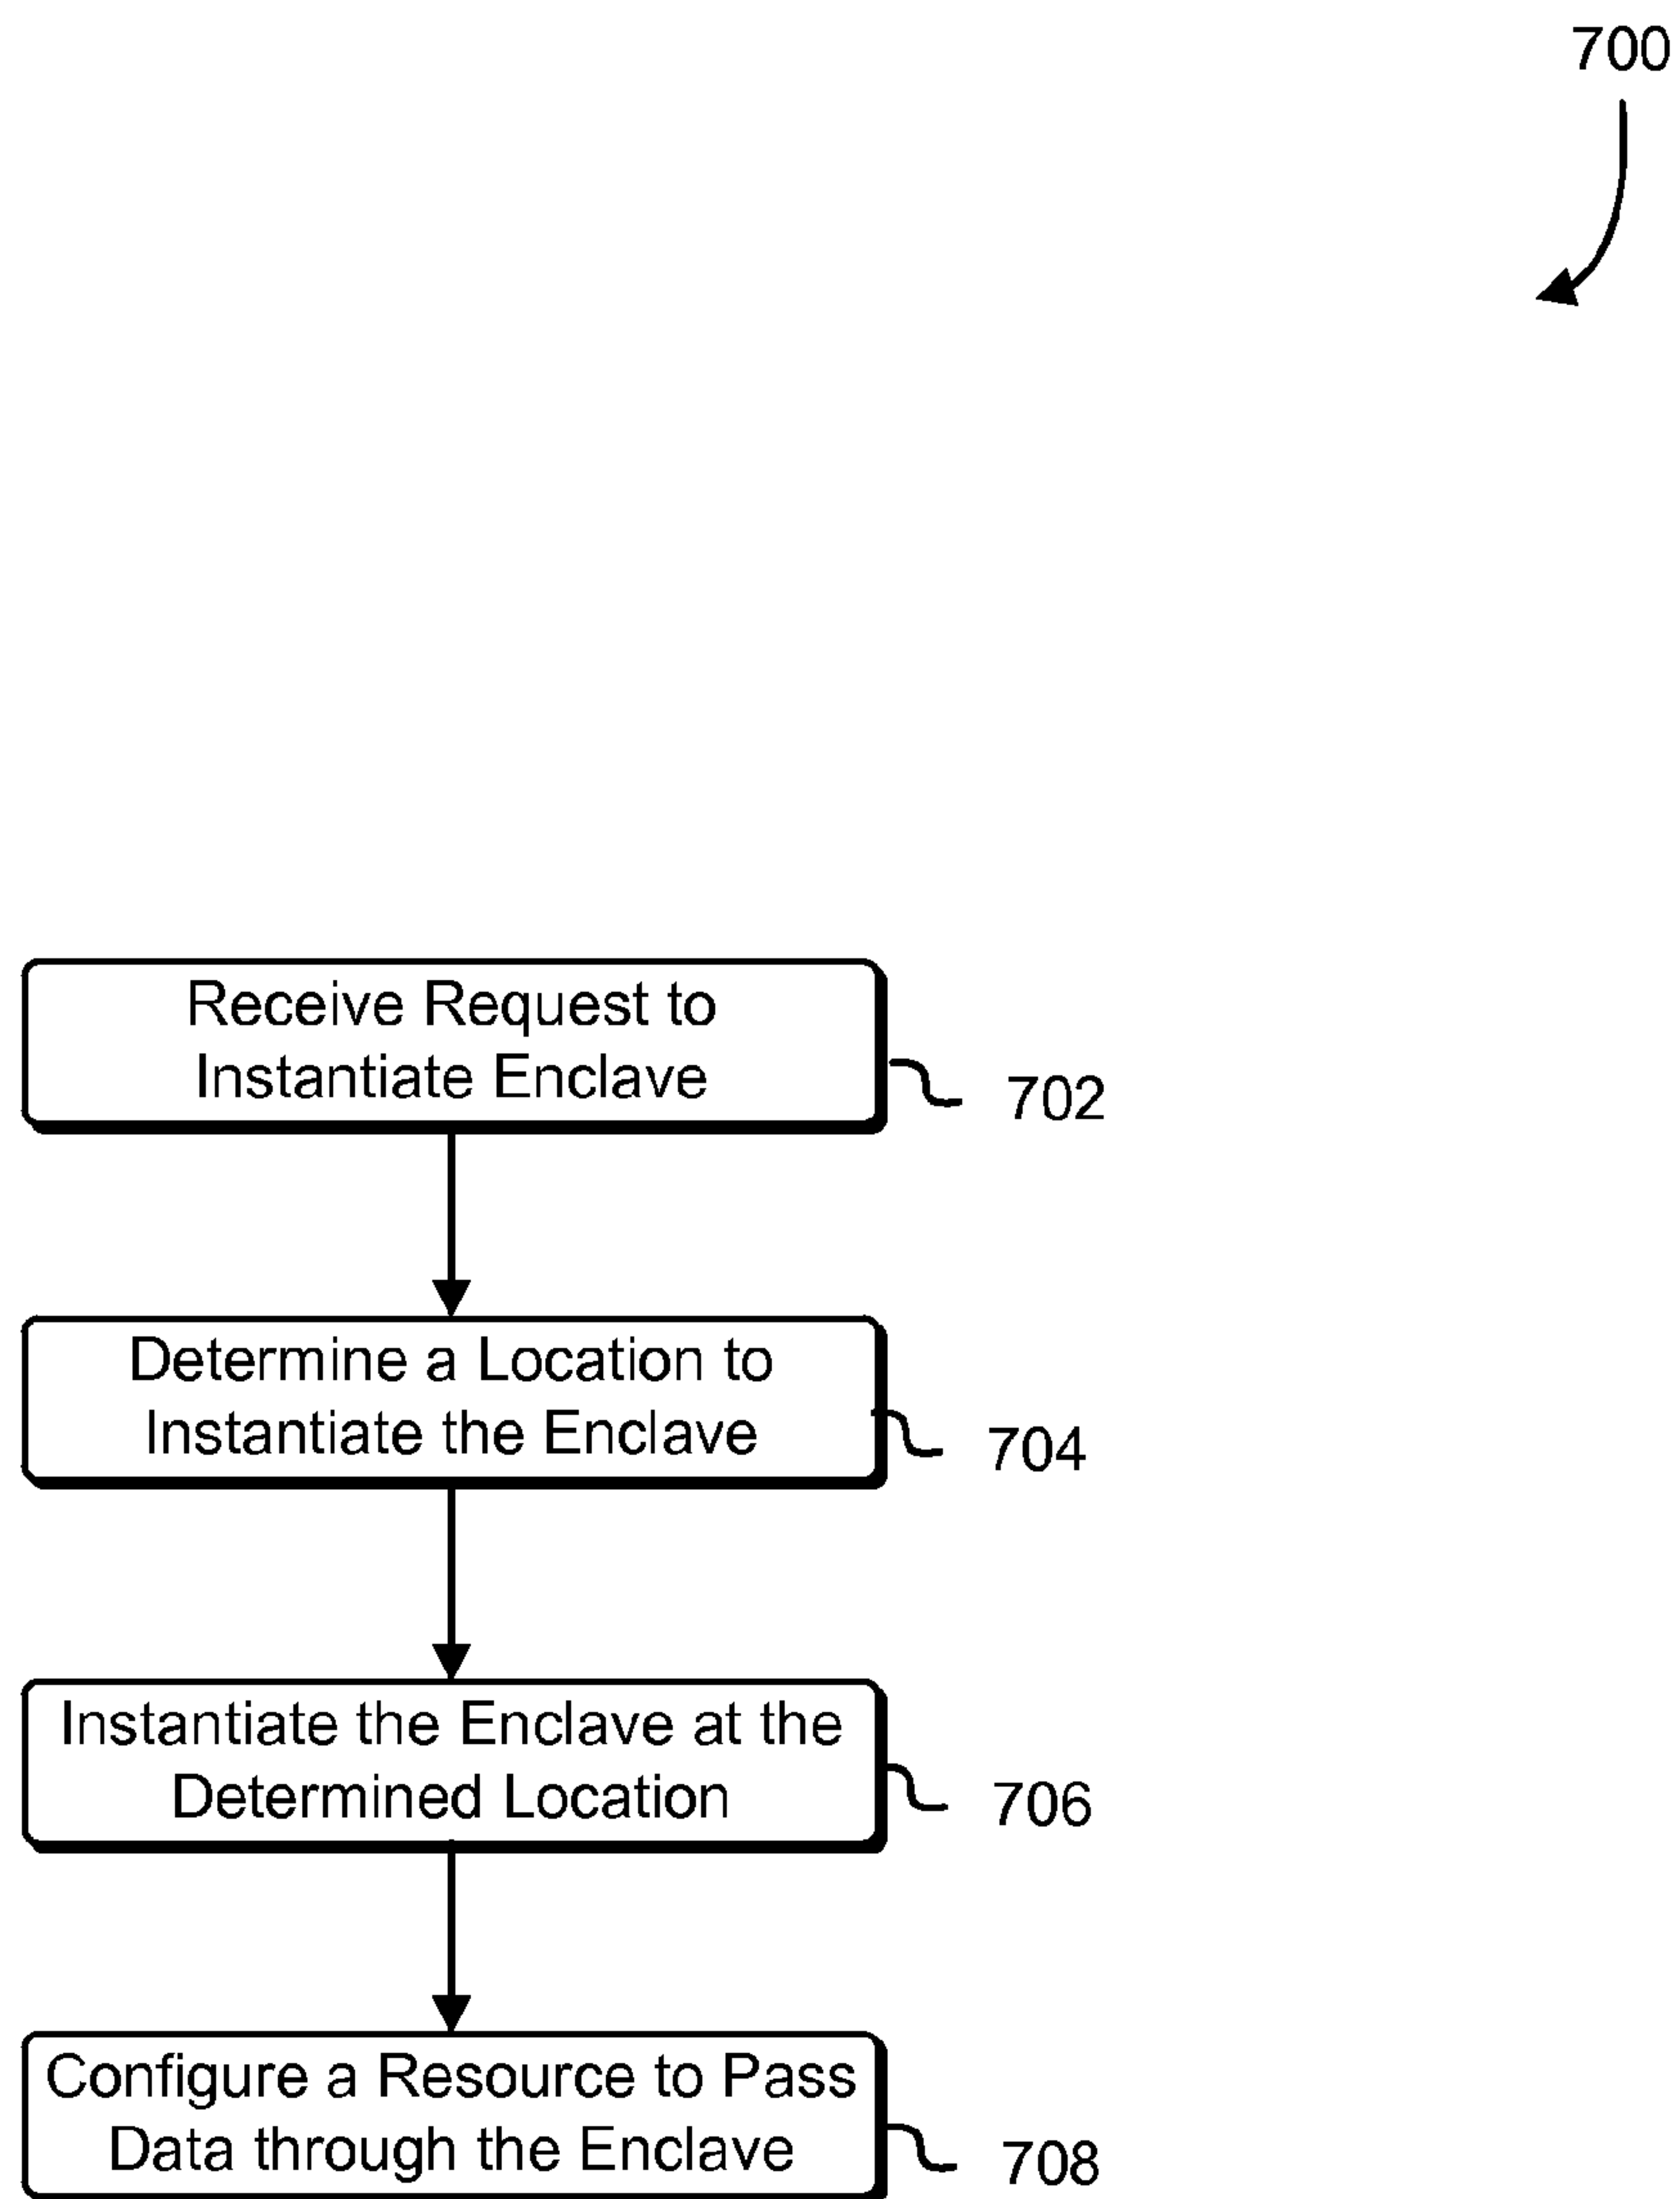 700
Receive Request to
Instantiate Enclave
702
Determine a Location to
Instantiate the Enclave
704
Instantiate the Enclave at the
Determined Location
706
Configure a Resource to Pass
Data through the Enclave
708